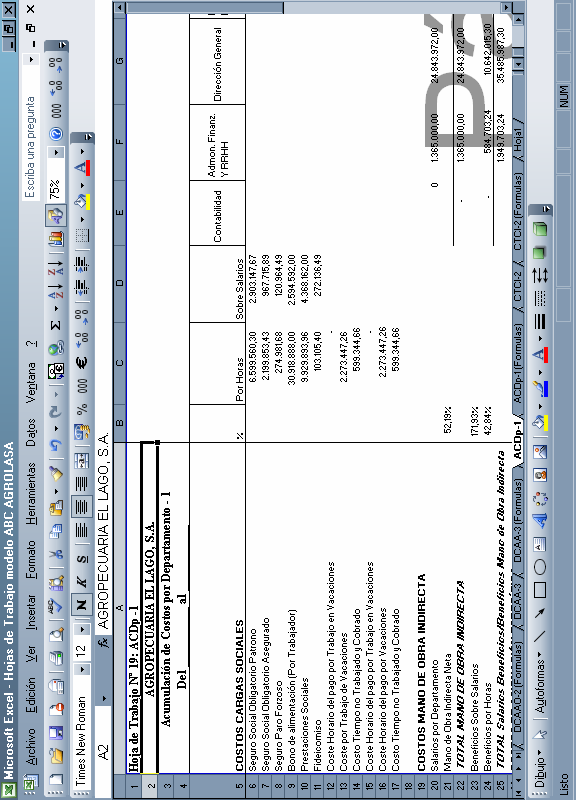 Microsoft Excel - Hojas de Trabajo modelo ABC AGROLASA
Archivo Edición Ver Insertar Formato Herramientas Datos Ventana ?
Escriba una pregunta
75%
Times New Roman 12 N K S % 000 €
A2 fx AGROPECUARIA EL LAGO, S.A.
A B C D E F G
1 Hoja de Trabajo Nº 19: ACDp -1
2 AGROPECUARIA EL LAGO, S.A.
3 Acumulación de Costos por Departamento - 1
4 Del al
5 COSTOS CARGAS SOCIALES % Por Horas Sobre Salarios Contabilidad Admon. Finanz. Y RRHH Dirección General
6 Seguro Social Obligatorio Patrono 6.599.560,30 2.903.147,67
7 Seguro Social Obligatorio Asegurado 2.199.853,43 967.715,89
8 Seguro Paro Forzoso 274.981,68 120.964,49
9 Bono de alimentación (Por Trabajador) 30.918.888,00 2.594.592,00
10 Prestaciones Sociales 9.929.893,96 4.368.162,00
11 Fideicomiso 103.105,40 272.136,49
12 Coste Horario del pago por Trabajo en Vacaciones -
13 Coste por Trabajo de Vacaciones 2.273.447,26
14 Costo Tiempo no Trabajado y Cobrado 599.344,66
15 Coste Horario del pago por Trabajo en Vacaciones -
16 Coste Horario del pago por Vacaciones 2.273.447,26
17 Costo Tiempo no Trabajado y Cobrado 599.344,66
18
19 COSTOS MANO DE OBRA INDIRECTA
20 Salarios por Departamento 0 1.365.000,00 24.843.972,00
21 Mano de Obra Indirecta Neta 52,19%
22 TOTAL MANO DE OBRA INDIRECTA - 1.365.000,00 24.843.972,00
23 Beneficios Sobre Salarios 171,93%
24 Beneficios por Horas 42,84% - 584.703,24 10.642.015,30
25 TOTAL Salarios Beneficios/Beneficios Mano de Obra Indirecta 1.949.703,24 35.485.987,30
DCAAO-2 (Formulas) DCAA-3 DCAA-3 (Formulas) ACDp-1 ACDp-1 (Formulas) CTCI-2 CTCI-2 (Formulas) Hoja1
Dibujo Autoformas
Listo NUM